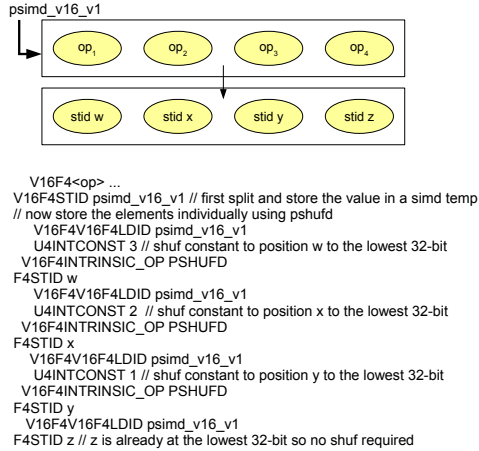 psimd_v16_v1
op1 op2 op3 op4
stid w stid x stid y stid z
V16F4<op> ...
V16F4STID psimd_v16_v1 // first split and store the value in a simd temp
// now store the elements individually using pshufd
V16F4V16F4LDID psimd_v16_v1
U4INTCONST 3 // shuf constant to position w to the lowest 32-bit
V16F4INTRINSIC_OP PSHUFD
F4STID w
V16F4V16F4LDID psimd_v16_v1
U4INTCONST 2 // shuf constant to position x to the lowest 32-bit
V16F4INTRINSIC_OP PSHUFD
F4STID x
V16F4V16F4LDID psimd_v16_v1
U4INTCONST 1 // shuf constant to position y to the lowest 32-bit
V16F4INTRINSIC_OP PSHUFD
F4STID y
V16F4V16F4LDID psimd_v16_v1
F4STID z // z is already at the lowest 32-bit so no shuf required